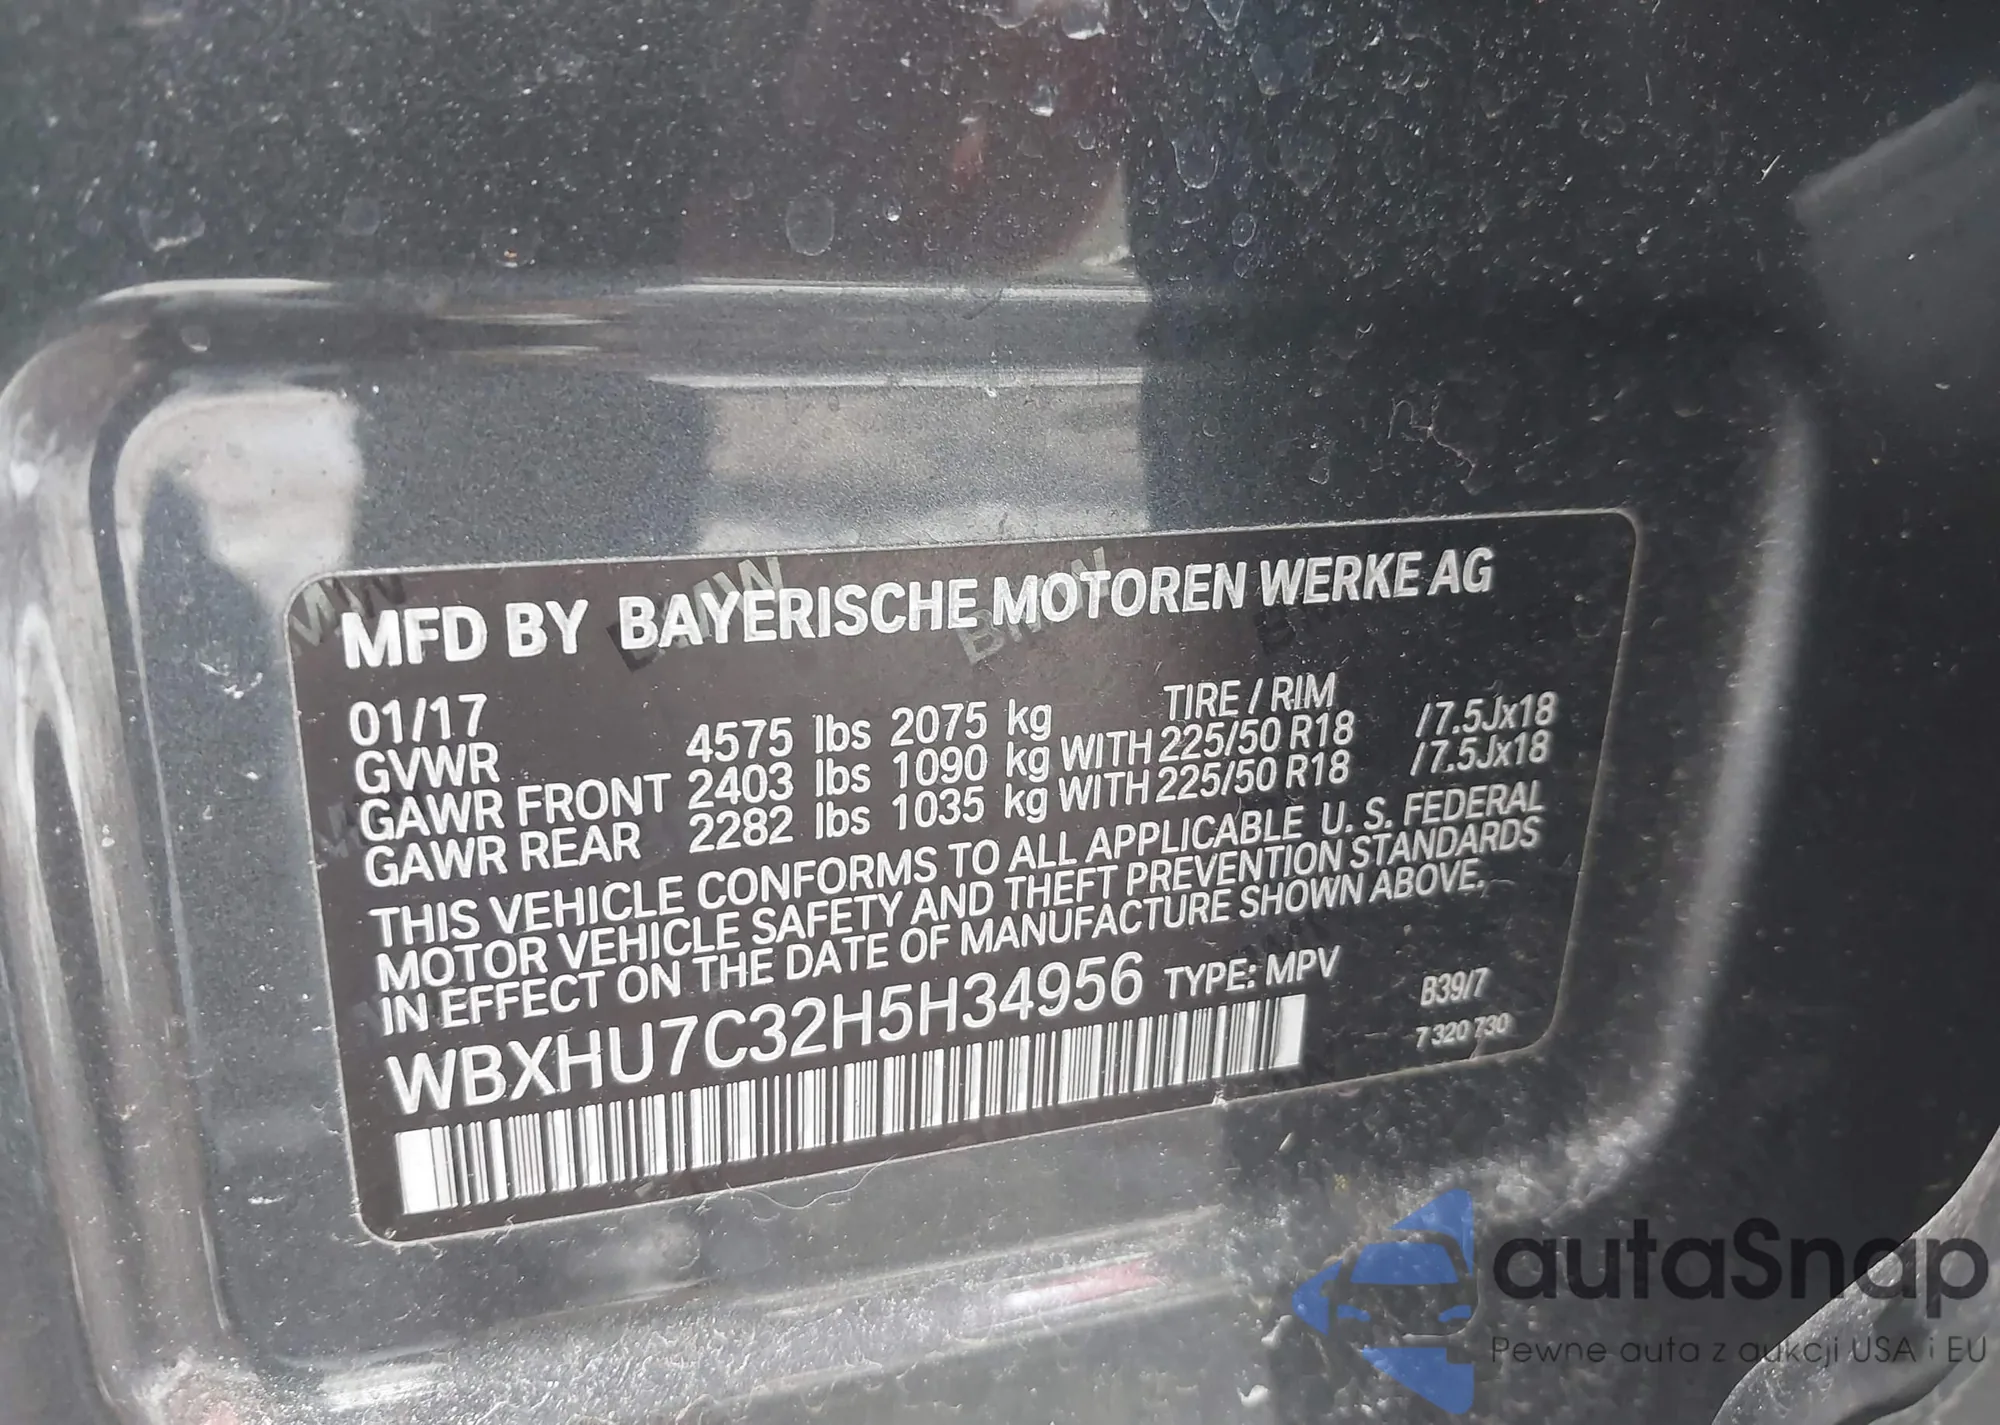 MFD BY BAYERISCHE MOTOREN WERKE AG
01/17 TIRE / RIM
GVWR 4575 lbs 2075 kg
GAWR FRONT 2403 lbs 1090 kg WITH 225/50 R18 /7.5Jx18
GAWR REAR 2282 lbs 1035 kg WITH 225/50 R18 /7.5Jx18
THIS VEHICLE CONFORMS TO ALL APPLICABLE U. S. FEDERAL
MOTOR VEHICLE SAFETY AND THEFT PREVENTION STANDARDS
IN EFFECT ON THE DATE OF MANUFACTURE SHOWN ABOVE.
WBXHU7C32H5H34956 TYPE: MPV B39/7
7 320 730
autaSnap
Pewne auta z aukcji USA i EU